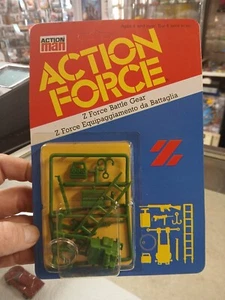 ACTION
man
ACTION
FORCE
Z Force Battle Gear
Z Force Equipaggiamento da Battaglia
Z